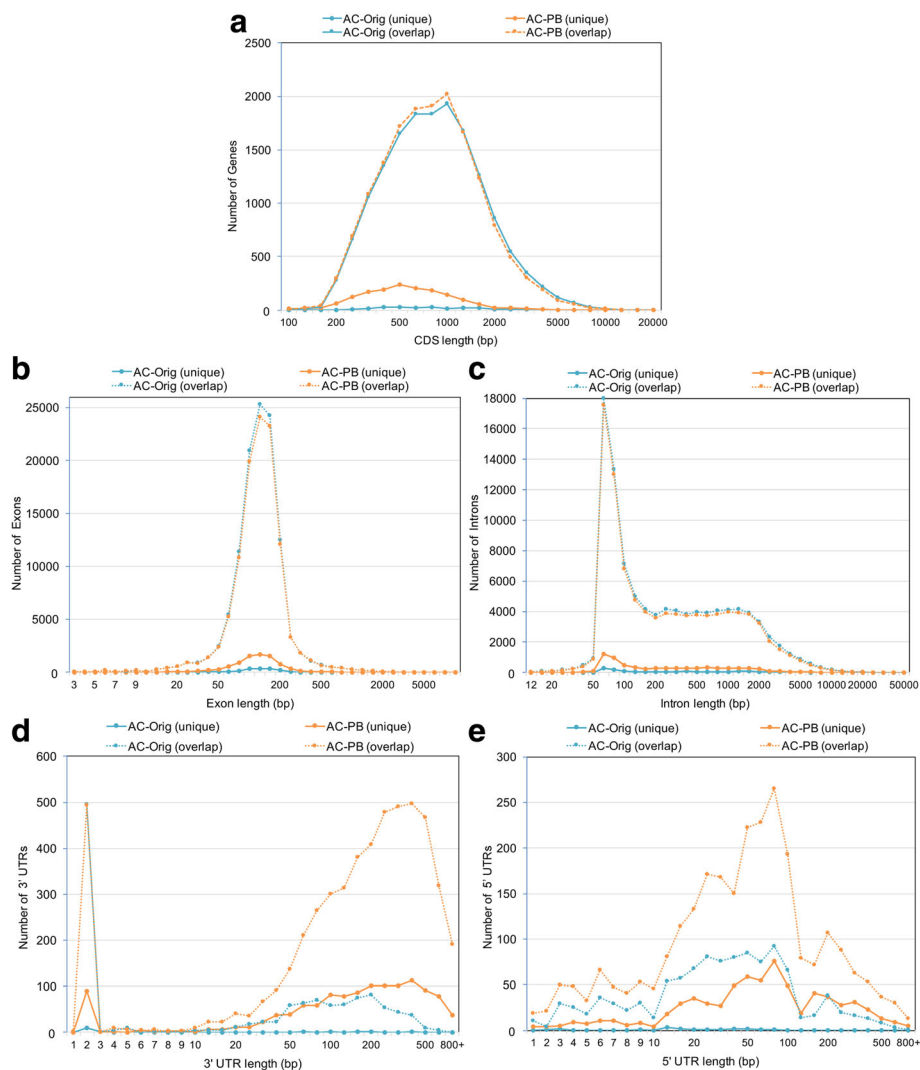 a
AC-Orig (unique) AC-PB (unique)
AC-Orig (overlap) AC-PB (overlap)
2500
2000
1500
1000
500
0
Number of Genes
100 200 500 1000 2000 5000 10000 20000
CDS length (bp)
b
AC-Orig (unique) AC-PB (unique)
AC-Orig (overlap) AC-PB (overlap)
25000
20000
15000
10000
5000
0
Number of Exons
3 5 7 9 20 50 200 500 2000 5000
Exon length (bp)
c
AC-Orig (unique) AC-PB (unique)
AC-Orig (overlap) AC-PB (overlap)
18000
16000
14000
12000
10000
8000
6000
4000
2000
0
Number of Introns
12 20 50 100 200 500 1000 2000 5000 10000 20000 50000
Intron length (bp)
d
AC-Orig (unique) AC-PB (unique)
AC-Orig (overlap) AC-PB (overlap)
600
500
400
300
200
100
0
Number of 3' UTRs
1 2 3 4 5 6 7 8 9 10 20 50 100 200 500 800+
3' UTR length (bp)
e
AC-Orig (unique) AC-PB (unique)
AC-Orig (overlap) AC-PB (overlap)
300
250
200
150
100
50
0
Number of 5' UTRs
1 2 3 4 5 6 7 8 9 10 20 50 100 200 500 800+
5' UTR length (bp)